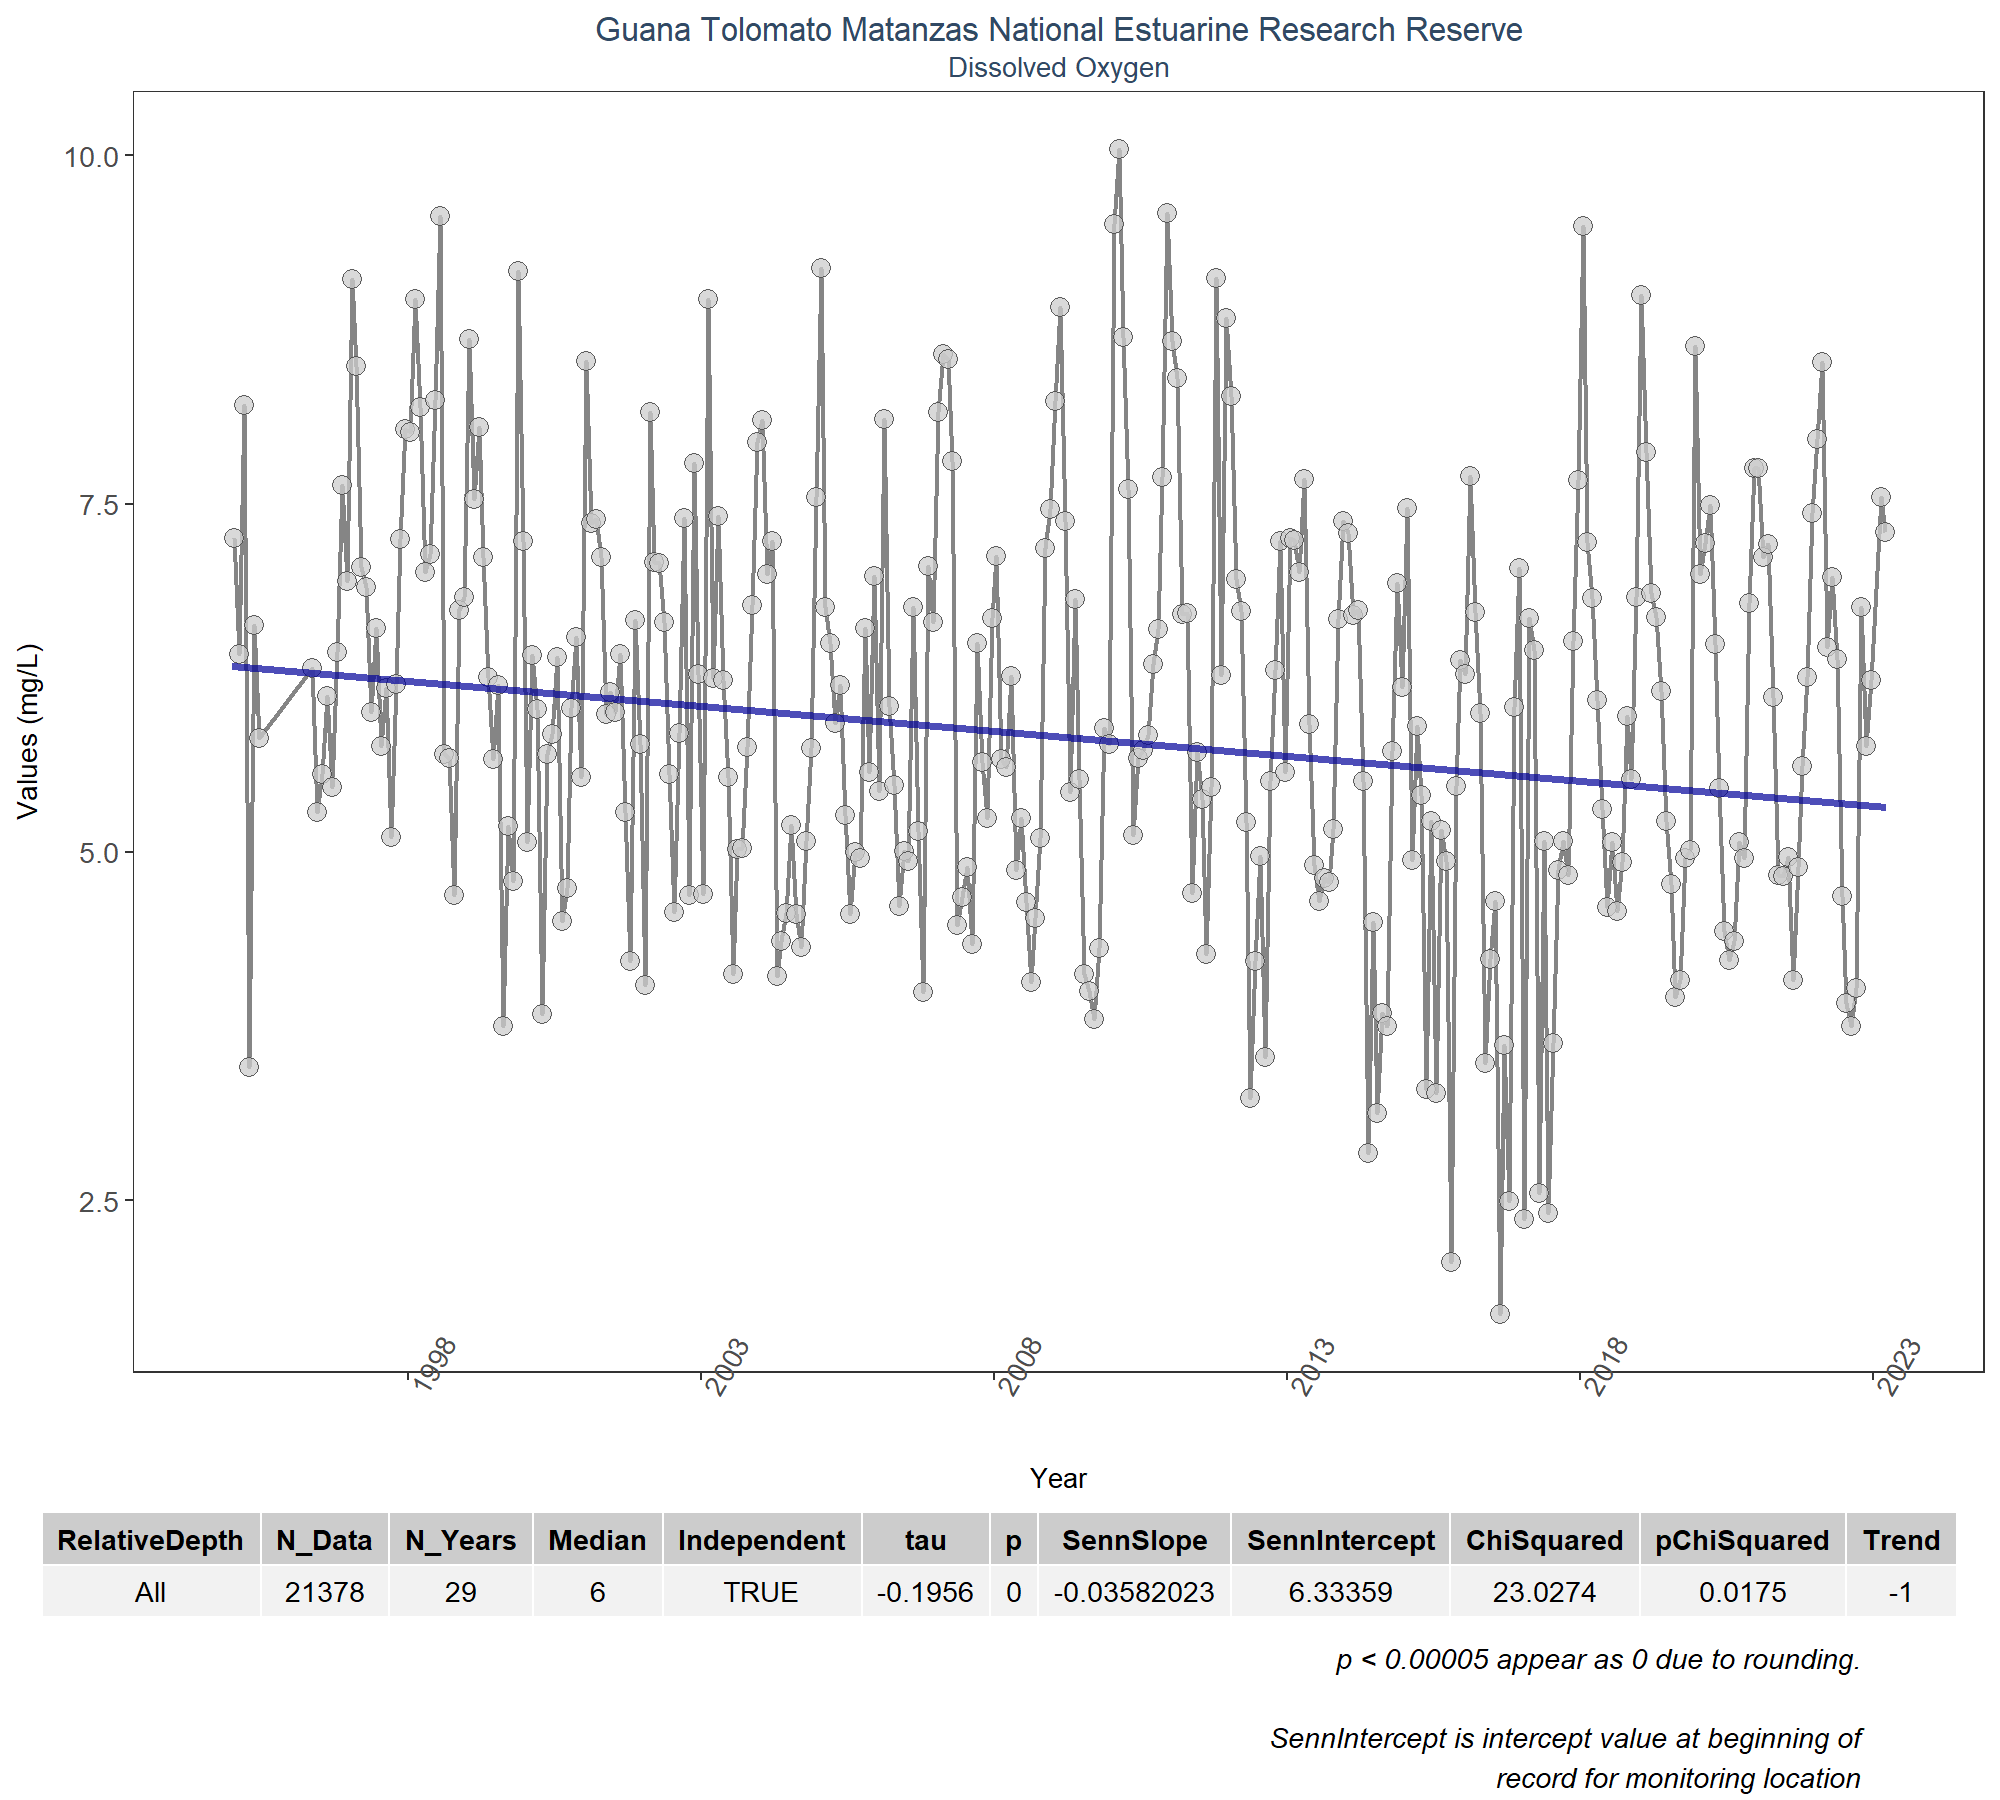 Guana Tolomato Matanzas National Estuarine Research Reserve
Dissolved Oxygen
Values (mg/L)
10.0
7.5
5.0
2.5
1998 2003 2008 2013 2018 2023
Year
RelativeDepth N_Data N_Years Median Independent tau p SennSlope SennIntercept ChiSquared pChiSquared Trend
All 21378 29 6 TRUE -0.1956 0 -0.03582023 6.33359 23.0274 0.0175 -1
p < 0.00005 appear as 0 due to rounding.
SennIntercept is intercept value at beginning of
record for monitoring location